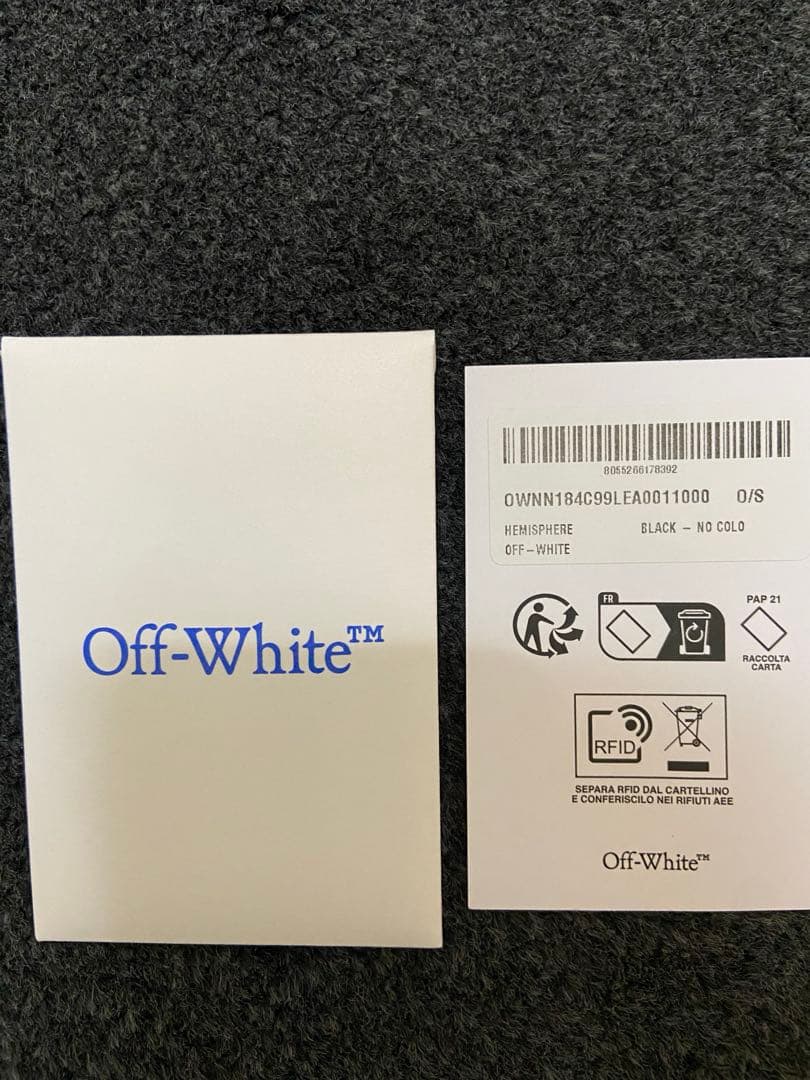 Off-White™
8055266178392
OWNN184C99LEA0011000 O/S
HEMISPHERE BLACK – NO COLO
OFF-WHITE
FR
PAP 21
RACCOLTA
CARTA
RFID
SEPARA RFID DAL CARTELLINO
E CONFERISCILO NEI RIFIUTI AEE
Off-White™